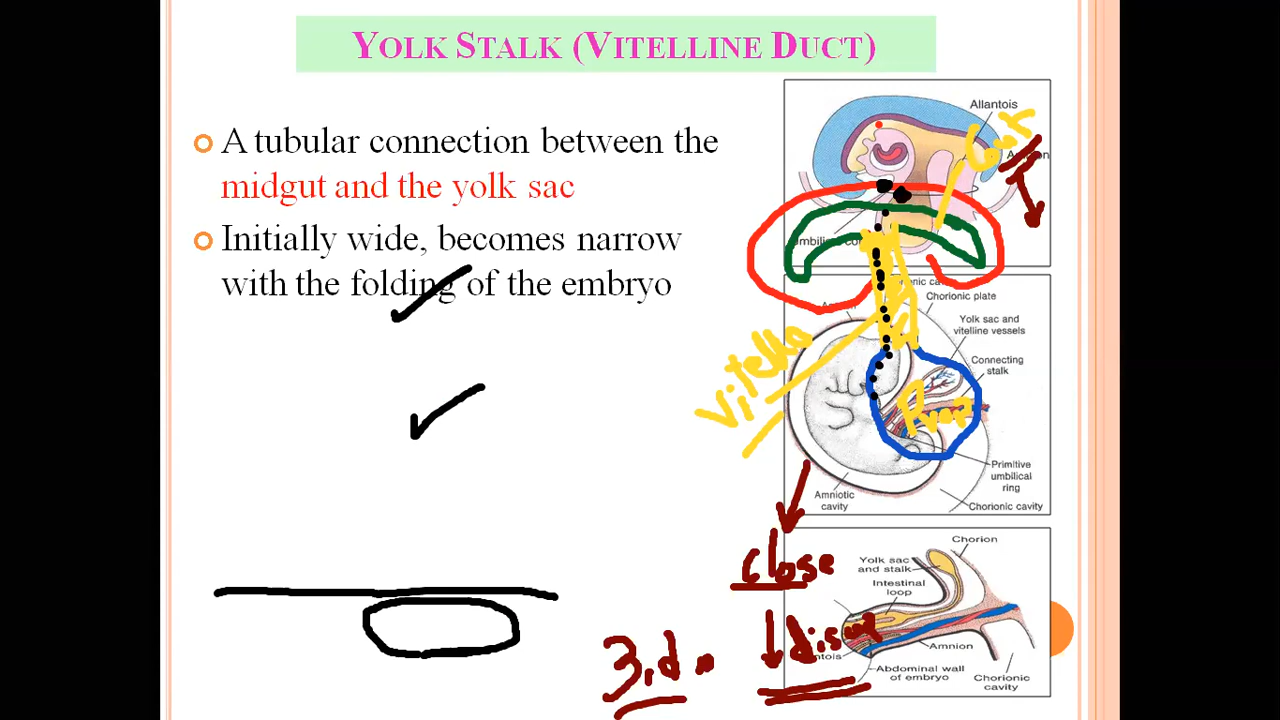 YOLK STALK (VITELLINE DUCT)
A tubular connection between the
midgut and the yolk sac
Initially wide, becomes narrow
with the folding of the embryo
Allantois
Gut
Chorionic plate
Yolk sac and
vitelline vessels
Connecting
stalk
Primitive
umbilical
ring
Amniotic
cavity
Chorionic cavity
close
Chorion
Yolk sac
and stalk
Intestinal
loop
Amnion
Abdominal wall
of embryo
Chorionic
cavity